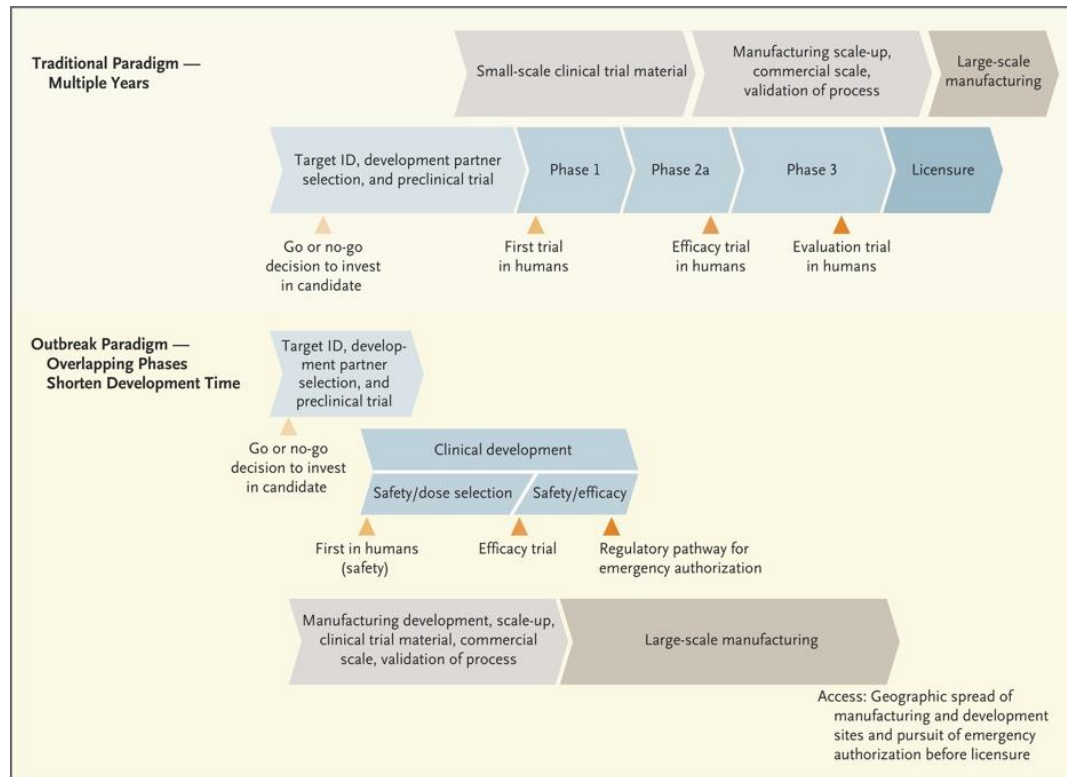 Traditional Paradigm —
Multiple Years
Small-scale clinical trial material
Manufacturing scale-up,
commercial scale,
validation of process
Large-scale
manufacturing
Target ID, development partner
selection, and preclinical trial
Phase 1
Phase 2a
Phase 3
Licensure
Go or no-go
decision to invest
in candidate
First trial
in humans
Efficacy trial
in humans
Evaluation trial
in humans
Outbreak Paradigm —
Overlapping Phases
Shorten Development Time
Target ID, develop-
ment partner
selection, and
preclinical trial
Go or no-go
decision to invest
in candidate
Clinical development
Safety/dose selection
Safety/efficacy
First in humans
(safety)
Efficacy trial
Regulatory pathway for
emergency authorization
Manufacturing development, scale-up,
clinical trial material, commercial
scale, validation of process
Large-scale manufacturing
Access: Geographic spread of
manufacturing and development
sites and pursuit of emergency
authorization before licensure